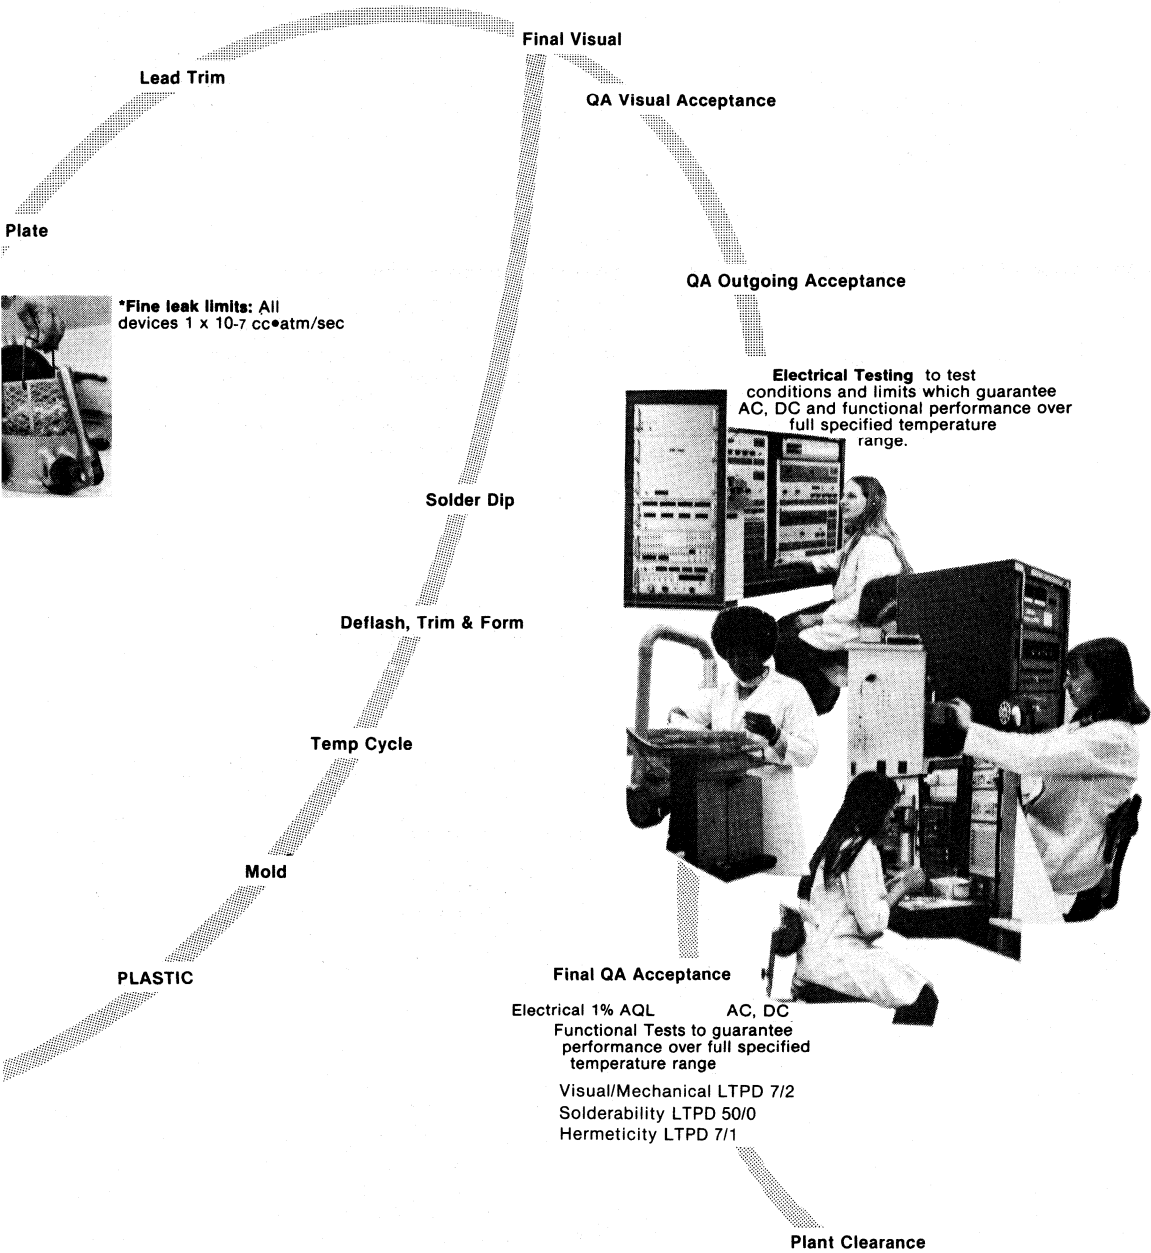 Final Visual
Lead Trim
QA Visual Acceptance
Plate
QA Outgoing Acceptance
*Fine leak limits: All
devices 1 x 10-7 cc•atm/sec
Electrical Testing to test
conditions and limits which guarantee
AC, DC and functional performance over
full specified temperature
range.
Solder Dip
Deflash, Trim & Form
Temp Cycle
Mold
PLASTIC
Final QA Acceptance
Electrical 1% AQL AC, DC
Functional Tests to guarantee
performance over full specified
temperature range
Visual/Mechanical LTPD 7/2
Solderability LTPD 50/0
Hermeticity LTPD 7/1
Plant Clearance